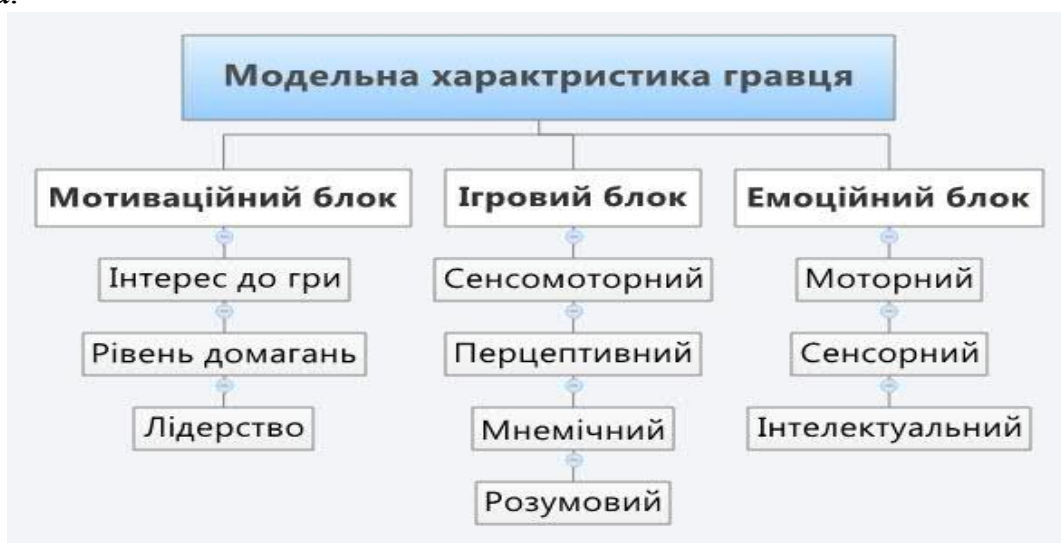 Модельна характристика гравця
Мотиваційний блок
Інтерес до гри
Рівень домагань
Лідерство
Ігровий блок
Сенсомоторний
Перцептивний
Мнемічний
Розумовий
Емоційний блок
Моторний
Сенсорний
Інтелектуальний